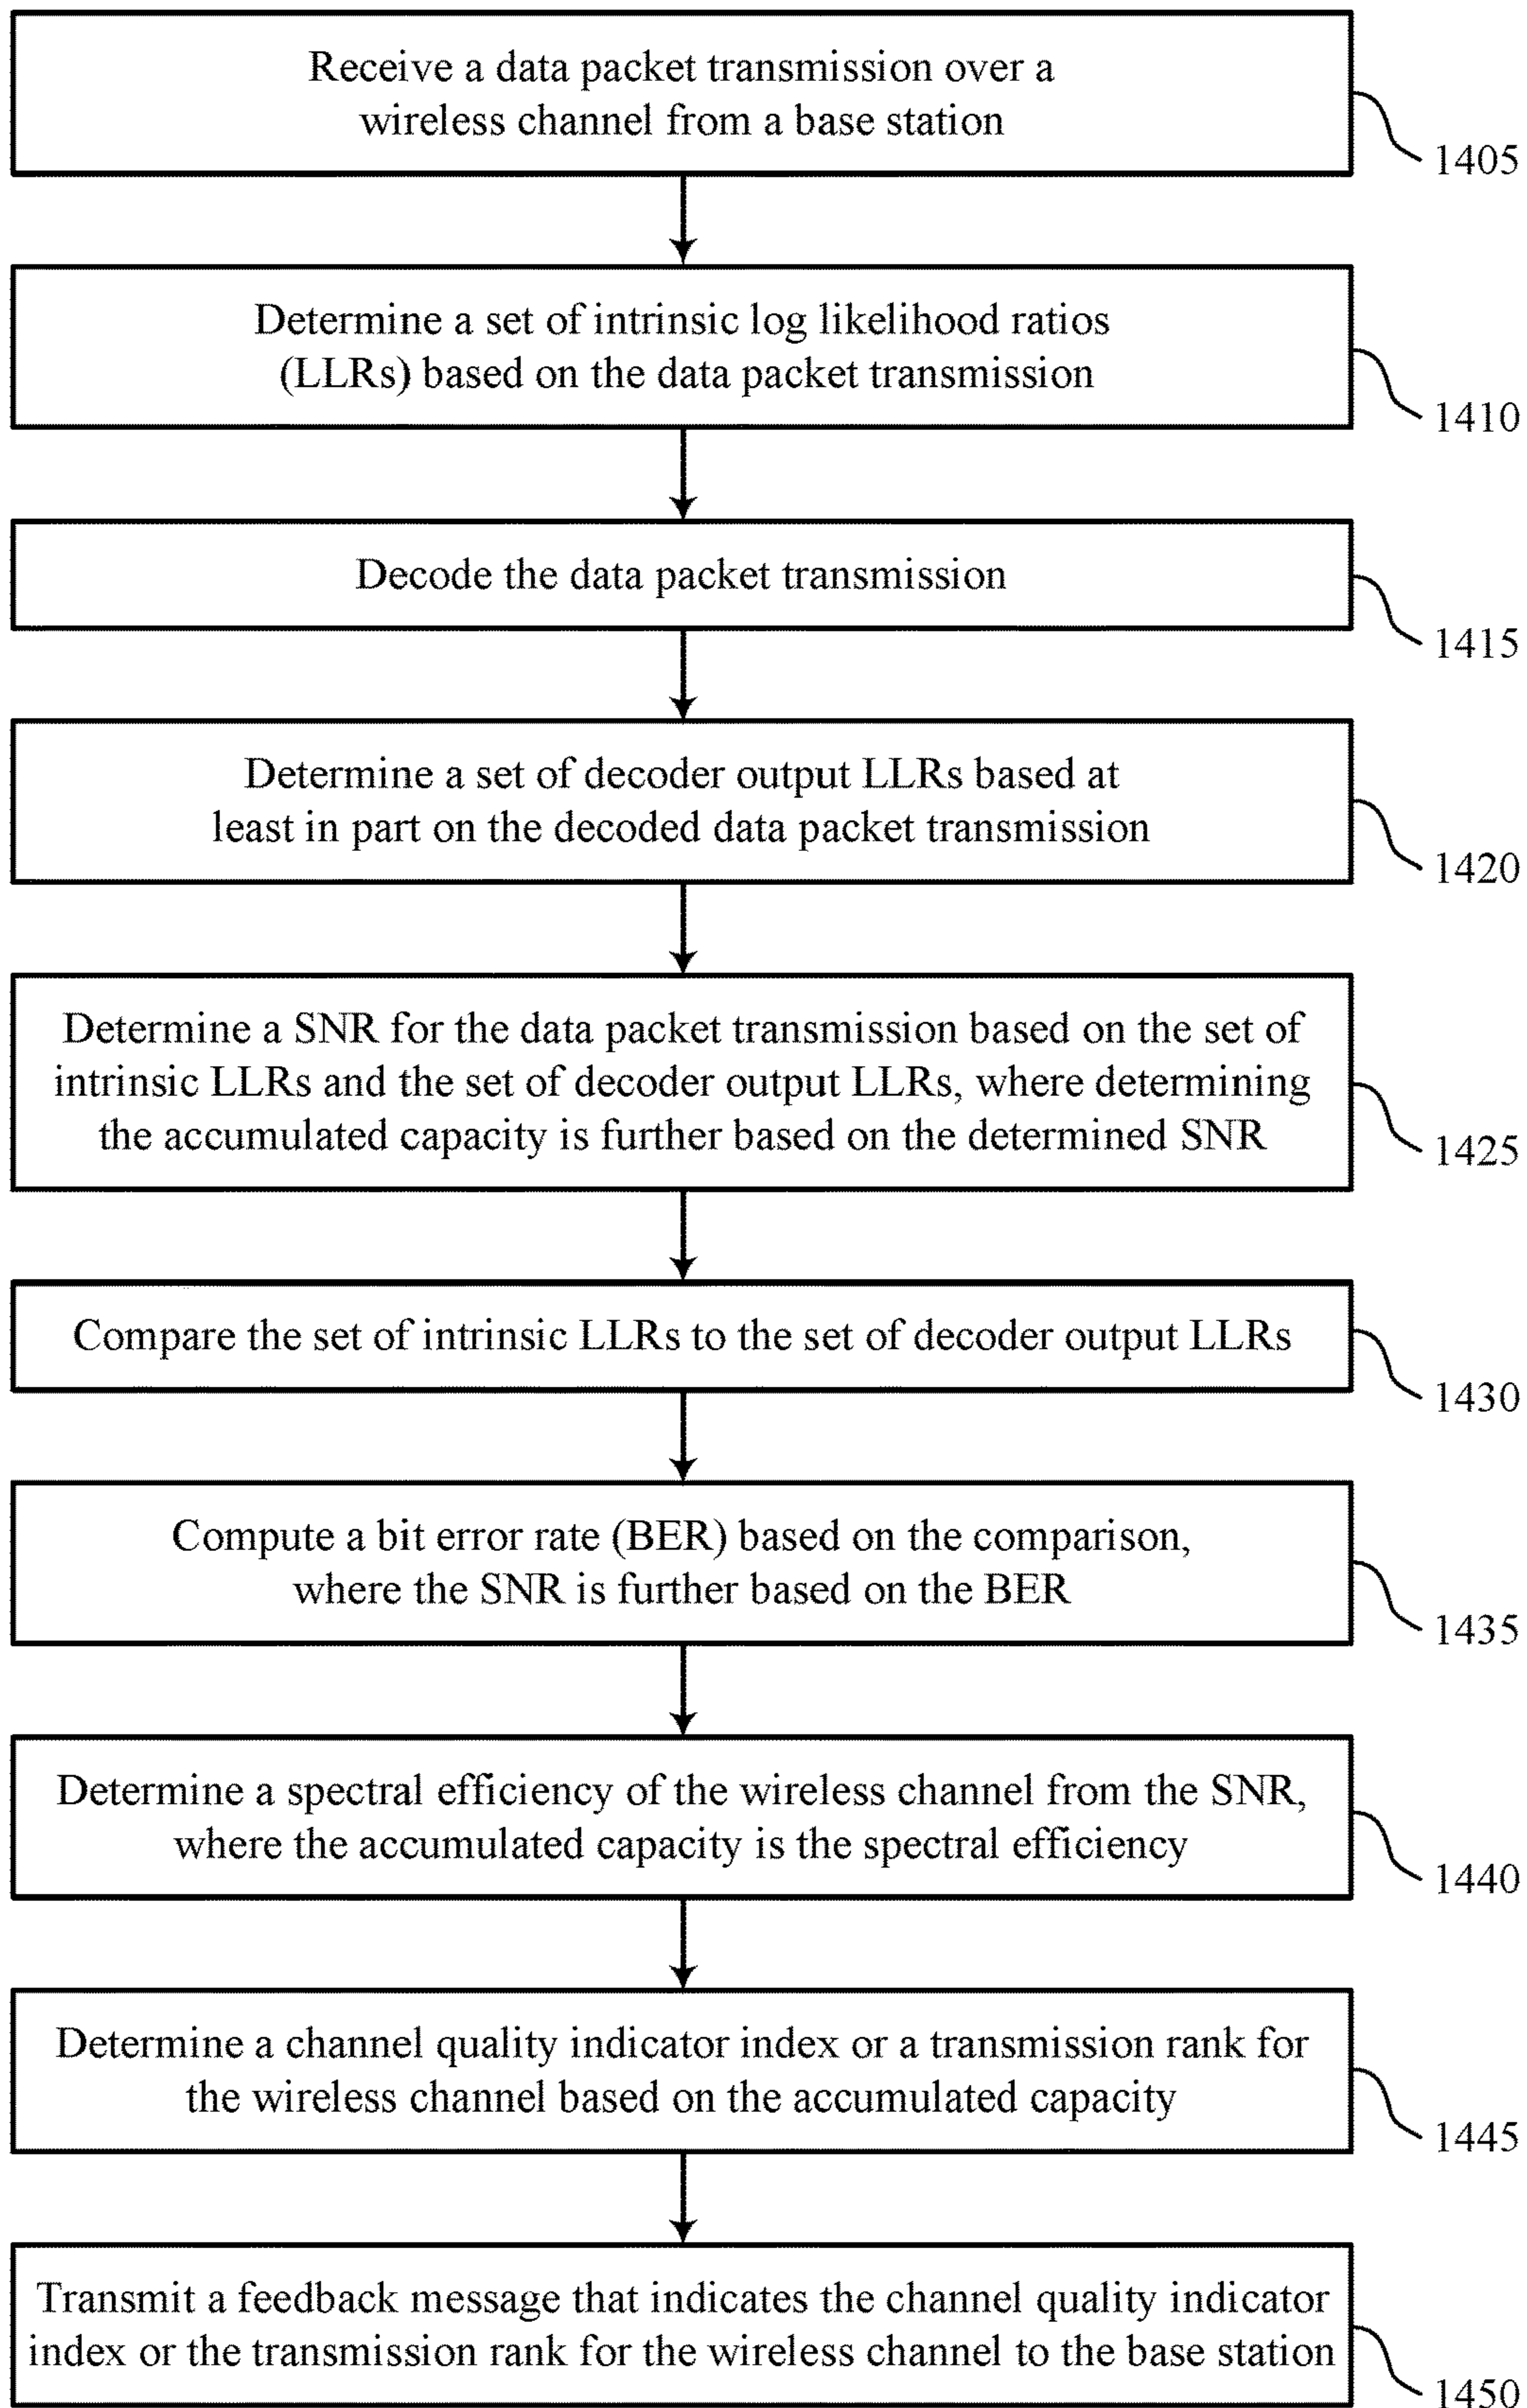 Receive a data packet transmission over a
wireless channel from a base station
1405
Determine a set of intrinsic log likelihood ratios
(LLRs) based on the data packet transmission
1410
Decode the data packet transmission
1415
Determine a set of decoder output LLRs based at
least in part on the decoded data packet transmission
1420
Determine a SNR for the data packet transmission based on the set of
intrinsic LLRs and the set of decoder output LLRs, where determining
the accumulated capacity is further based on the determined SNR
1425
Compare the set of intrinsic LLRs to the set of decoder output LLRs
1430
Compute a bit error rate (BER) based on the comparison,
where the SNR is further based on the BER
1435
Determine a spectral efficiency of the wireless channel from the SNR,
where the accumulated capacity is the spectral efficiency
1440
Determine a channel quality indicator index or a transmission rank for
the wireless channel based on the accumulated capacity
1445
Transmit a feedback message that indicates the channel quality indicator
index or the transmission rank for the wireless channel to the base station
1450